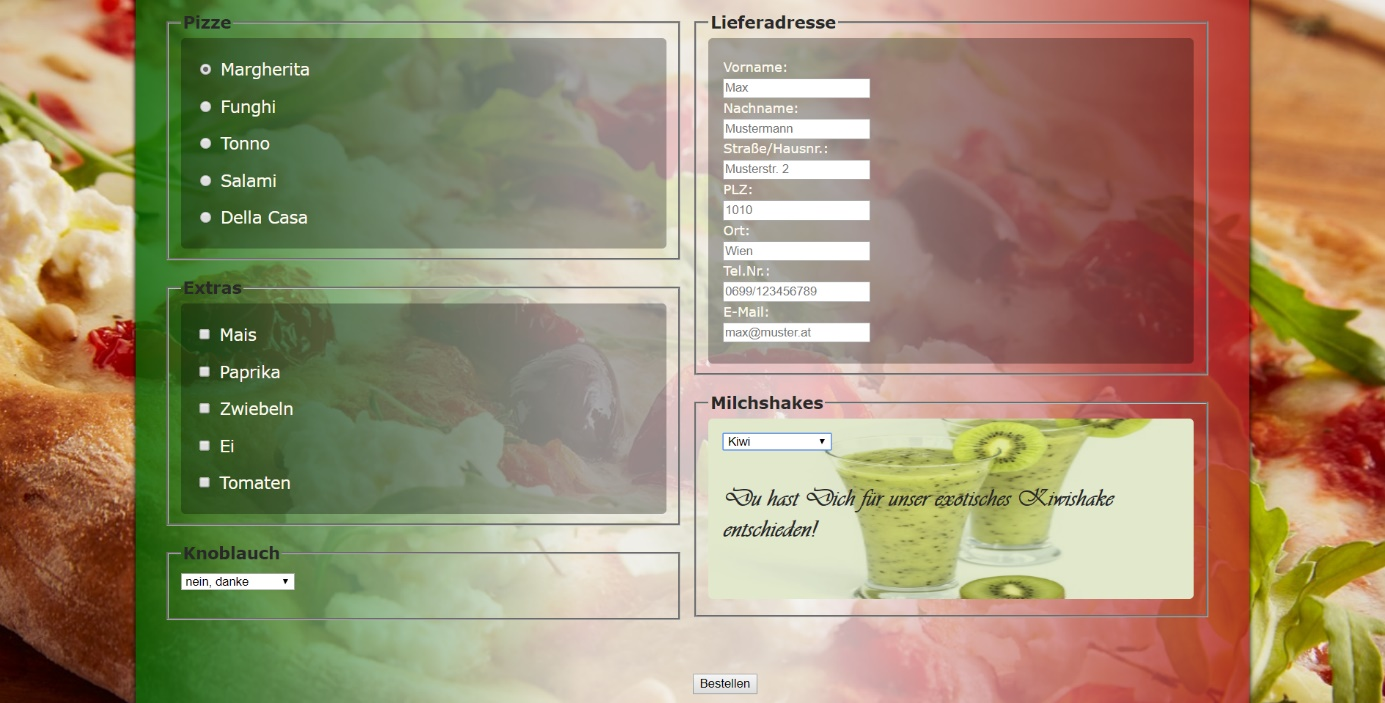 Pizze
Margherita
Funghi
Tonno
Salami
Della Casa
Extras
Mais
Paprika
Zwiebeln
Ei
Tomaten
Knoblauch
nein, danke
Lieferadresse
Vorname:
Max
Nachname:
Mustermann
Straße/Hausnr.:
Musterstr. 2
PLZ:
1010
Ort:
Wien
Tel.Nr.:
0699/123456789
E-Mail:
max@muster.at
Milchshakes
Kiwi
Du hast Dich für unser exotisches Kiwishake
entschieden!
Bestellen